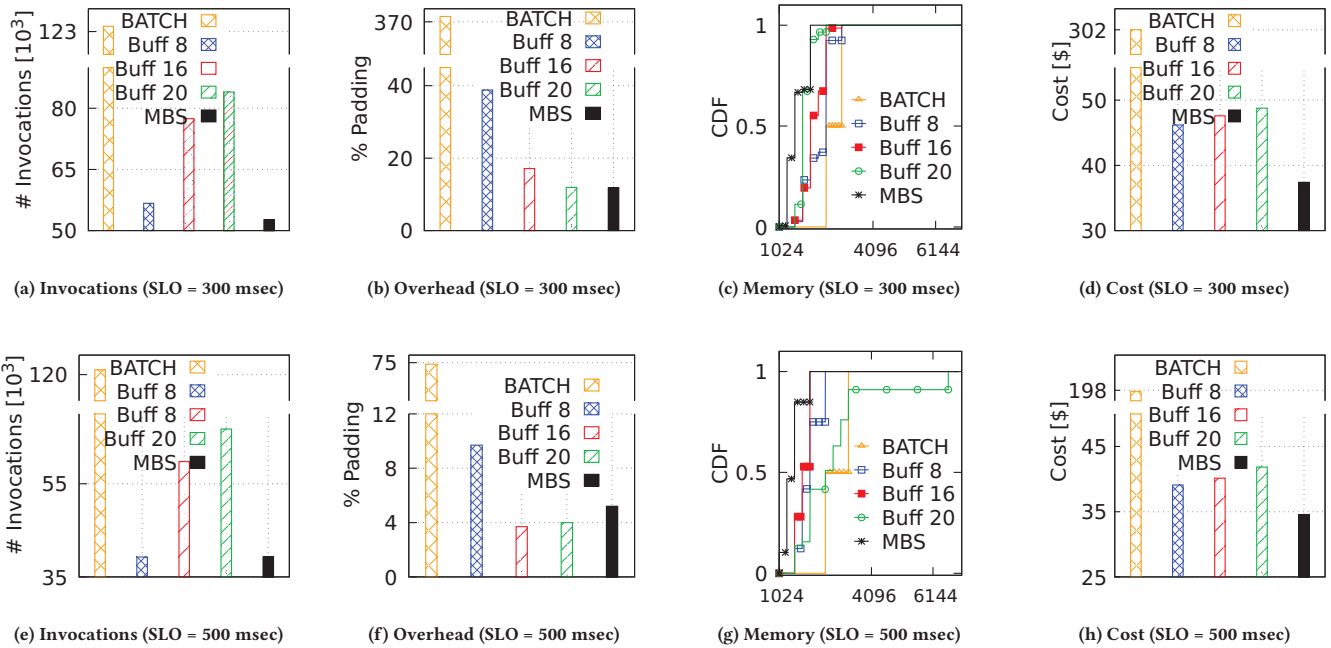 # Invocations [10³]
123
80
65
50
BATCH
Buff 8
Buff 16
Buff 20
MBS
(a) Invocations (SLO = 300 msec)
% Padding
370
40
20
0
BATCH
Buff 8
Buff 16
Buff 20
MBS
(b) Overhead (SLO = 300 msec)
CDF
1
0.5
0
BATCH
Buff 8
Buff 16
Buff 20
MBS
1024 4096 6144
(c) Memory (SLO = 300 msec)
Cost [$]
302
50
40
30
BATCH
Buff 8
Buff 16
Buff 20
MBS
(d) Cost (SLO = 300 msec)
# Invocations [10³]
120
55
35
BATCH
Buff 8
Buff 8
Buff 20
MBS
(e) Invocations (SLO = 500 msec)
% Padding
75
12
8
4
0
BATCH
Buff 8
Buff 16
Buff 20
MBS
(f) Overhead (SLO = 500 msec)
CDF
1
0.5
0
BATCH
Buff 8
Buff 16
Buff 20
MBS
1024 4096 6144
(g) Memory (SLO = 500 msec)
Cost [$]
198
45
35
25
BATCH
Buff 8
Buff 16
Buff 20
MBS
(h) Cost (SLO = 500 msec)